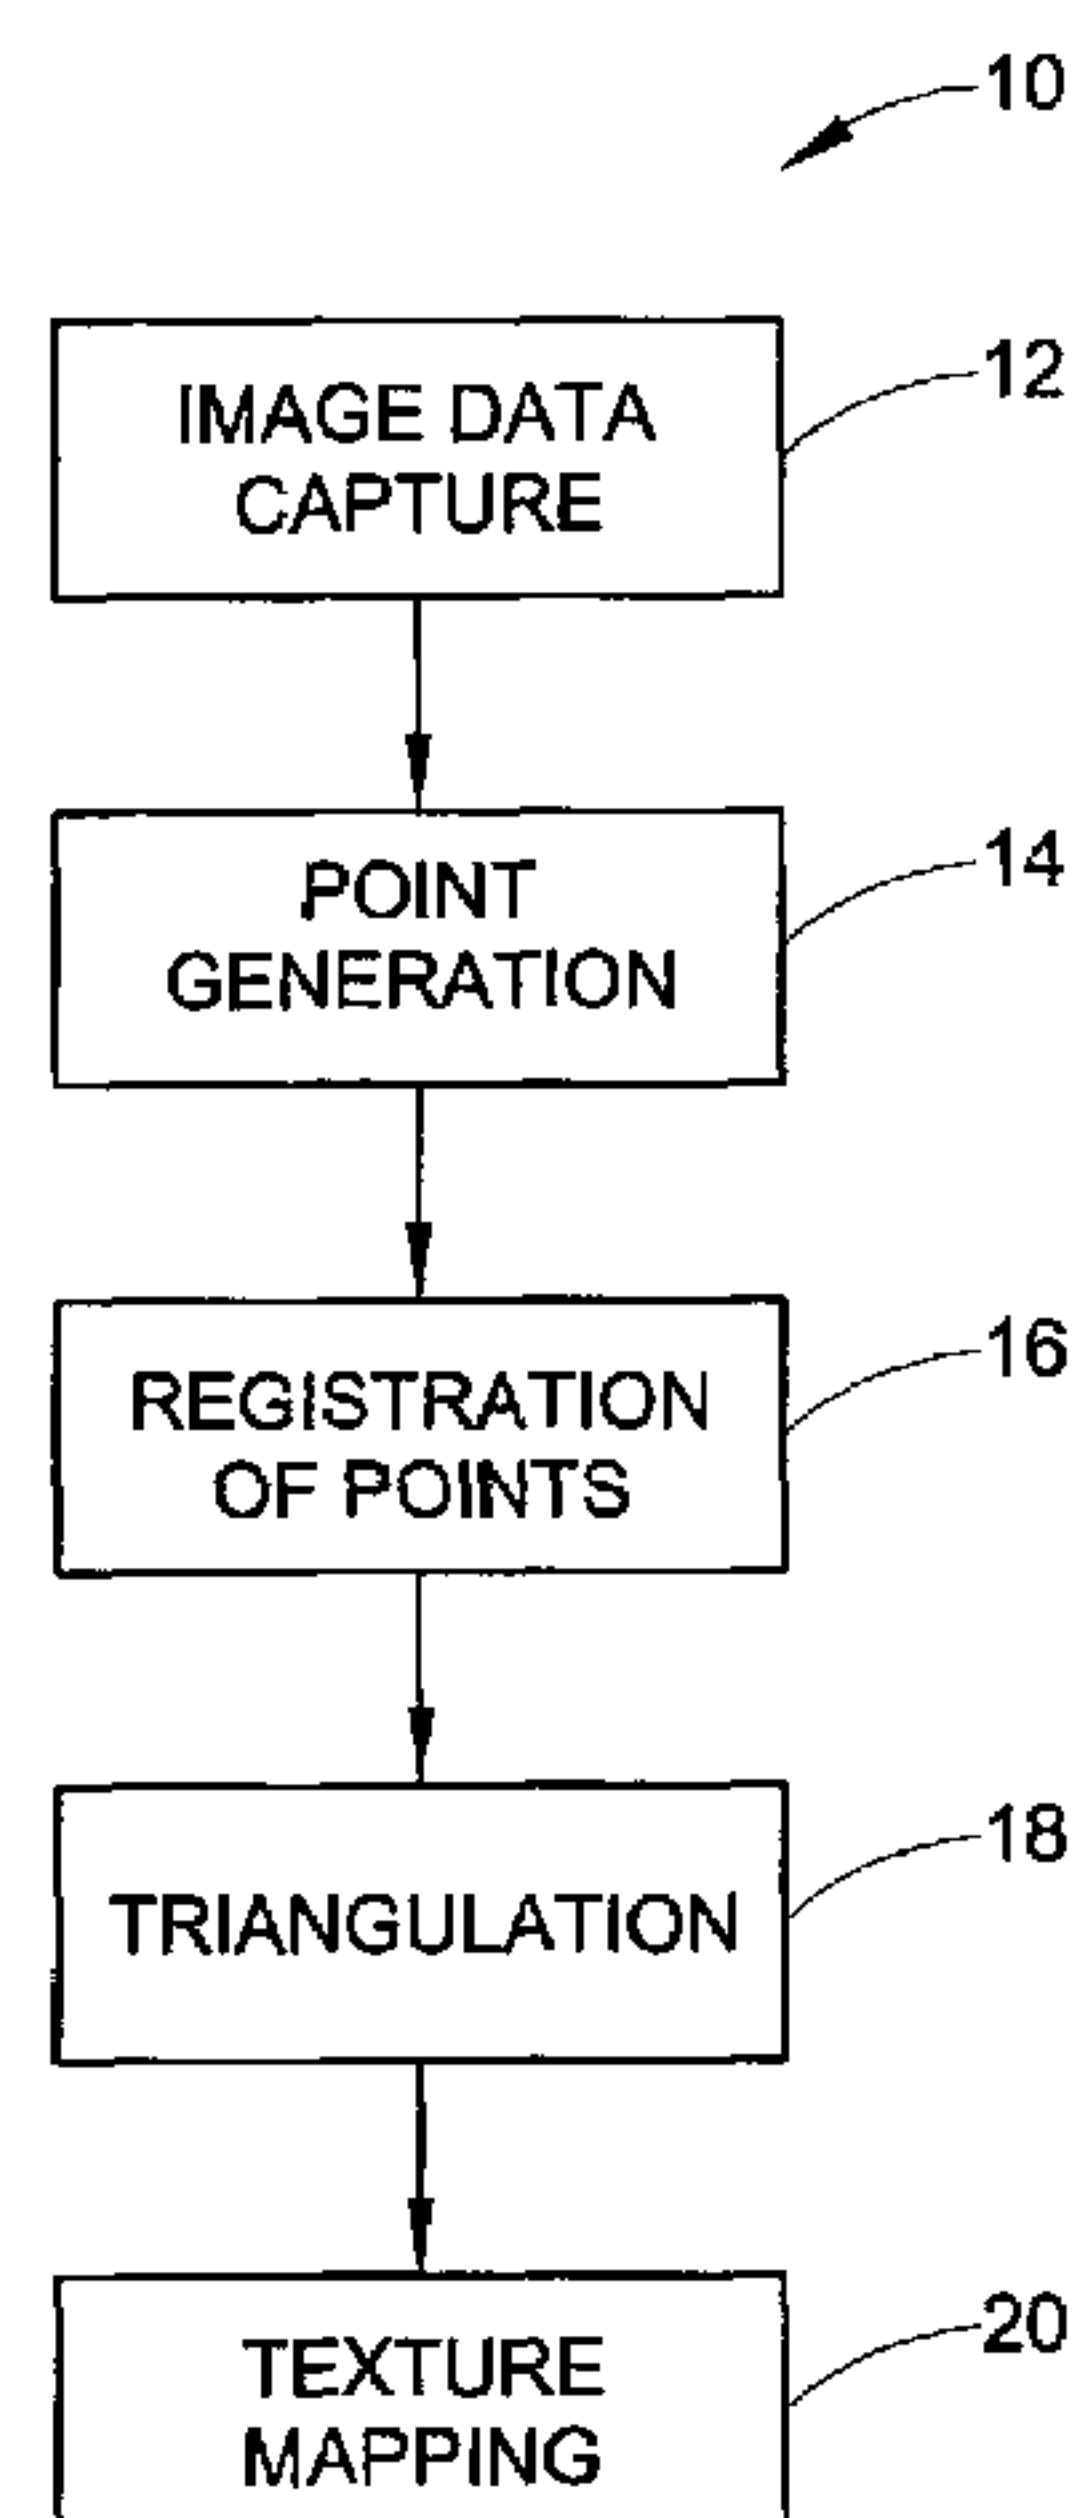 10
IMAGE DATA
CAPTURE
12
POINT
GENERATION
14
REGISTRATION
OF POINTS
16
TRIANGULATION
18
TEXTURE
MAPPING
20